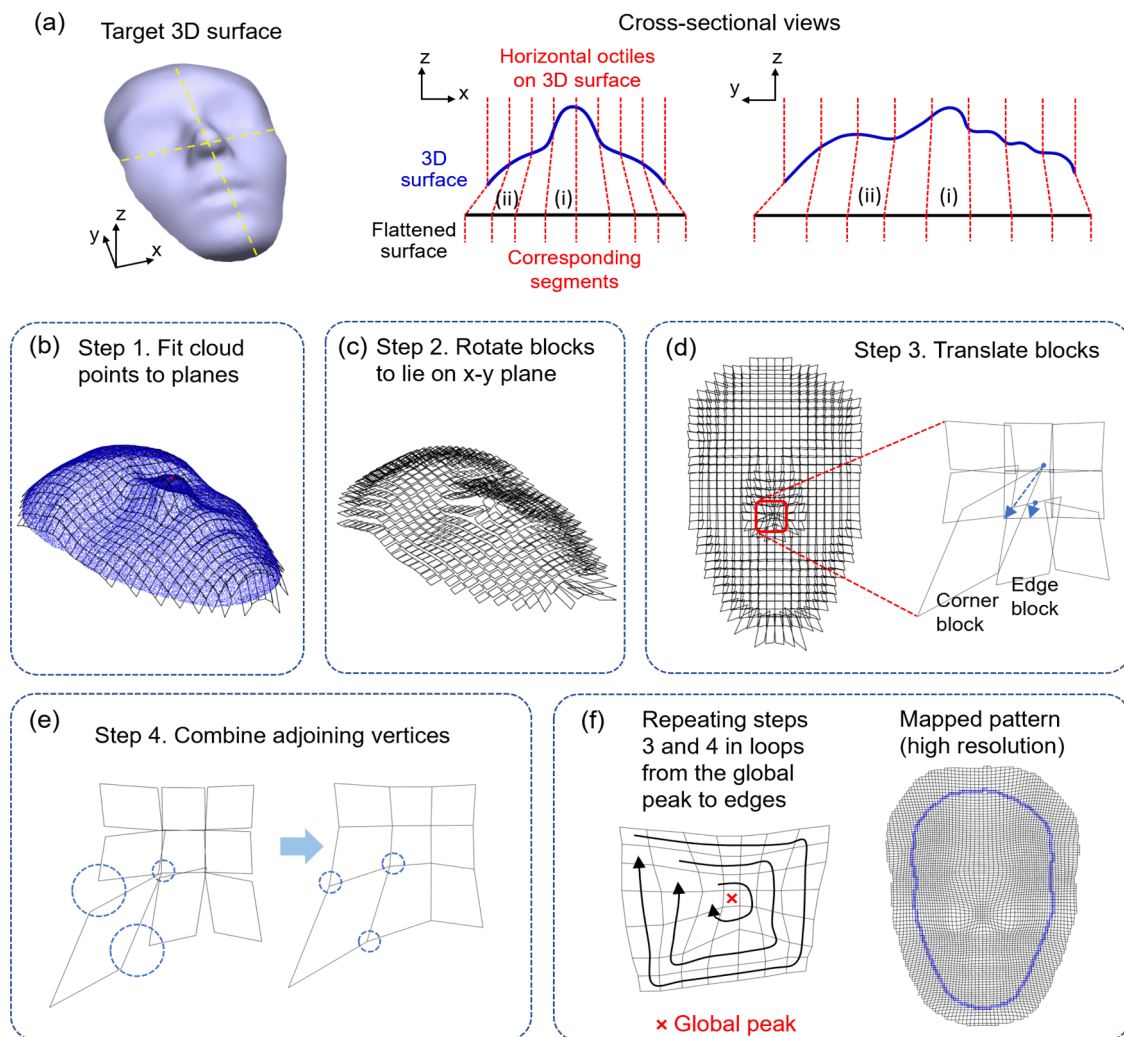 (a)
Target 3D surface
z
y
x
Cross-sectional views
z
x
Horizontal octiles
on 3D surface
z
y
3D
surface
(ii)
(i)
(ii)
(i)
Flattened
surface
Corresponding
segments
(b)
Step 1. Fit cloud
points to planes
(c)
Step 2. Rotate blocks
to lie on x-y plane
(d)
Step 3. Translate blocks
Corner
block
Edge
block
(e)
Step 4. Combine adjoining vertices
(f)
Repeating steps
3 and 4 in loops
from the global
peak to edges
× Global peak
Mapped pattern
(high resolution)